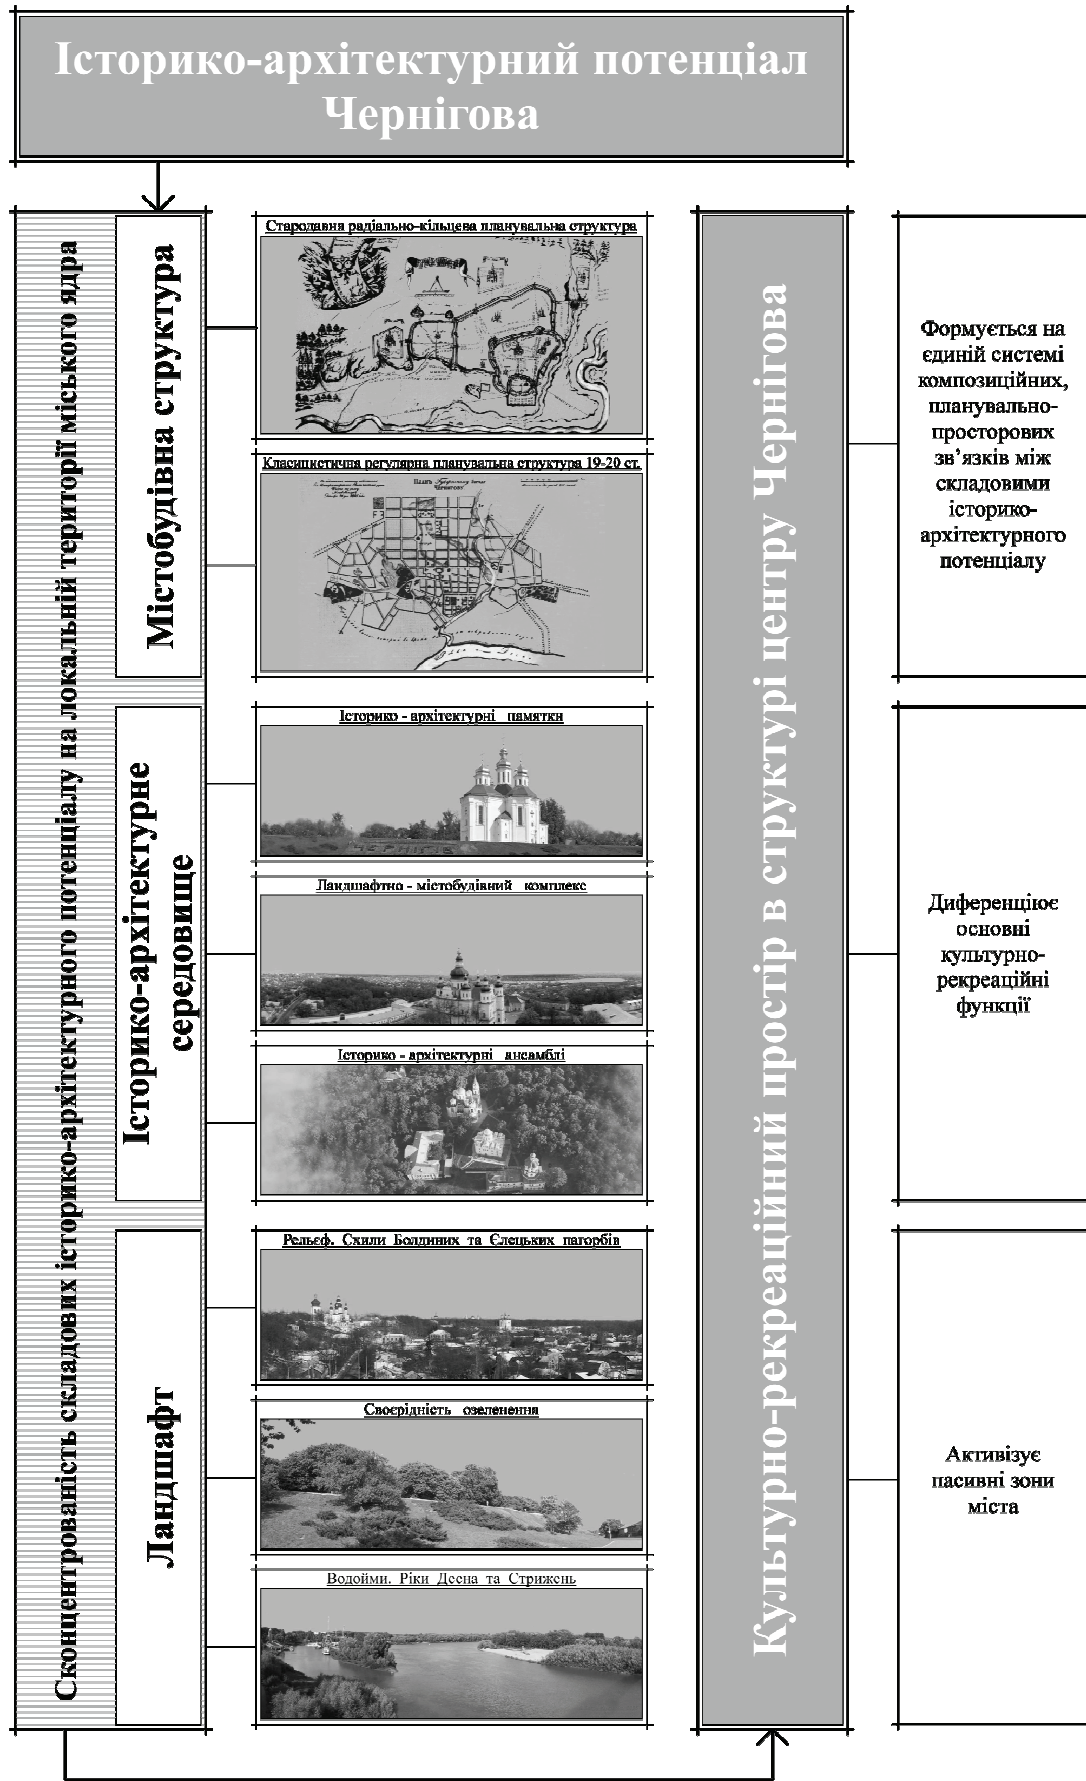 Історико-архітектурний потенціал
Чернігова
Сконцентрованість складових історико-архітектурного потенціалу на локальній території міського ядра
Містобудівна структура
Стародавня радіально-кільцева планувальна структура
Класицистична регулярна планувальна структура 19-20 ст.
Історико-архітектурне
середовище
Історико - архітектурні памятки
ЧЕРНІГІВ
Ландшафтно - містобудівний комплекс
Історико - архітектурні ансамблі
Ландшафт
Рельєф. Схили Болдиних та Єлецьких пагорбів
Своєрідність озеленення
Водойми. Ріки Десна та Стрижень
Культурно-рекреаційний простір в структурі центру Чернігова
Формується на
єдиній системі
композиційних,
планувально-
просторових
зв’язків між
складовими
історико-
архітектурного
потенціалу
Диференціює
основні
культурно-
рекреаційні
функції
Активізує
пасивні зони
міста